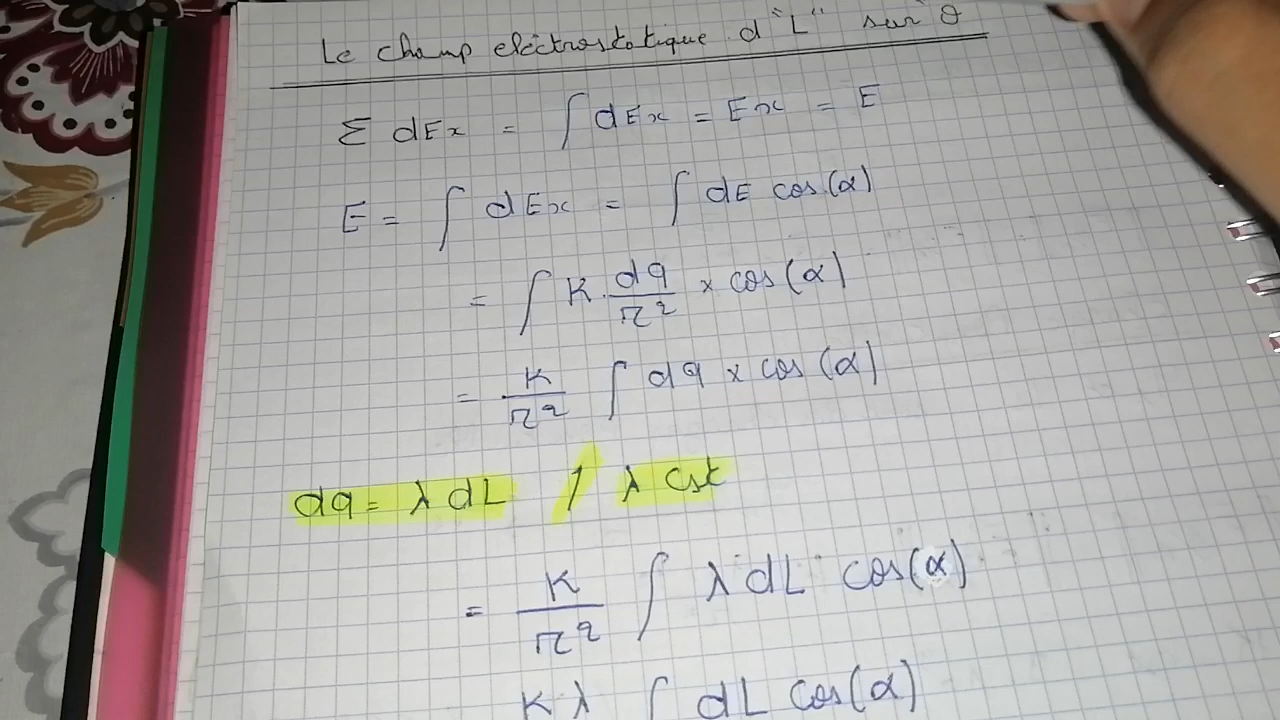 Le champ eléctrostatique d "L" sur θ
Σ dEx = ∫ dEx = Ex = E
E = ∫ dEx = ∫ dE cos(α)
= ∫ K . dq/r² × cos(α)
= K/r² ∫ dq × cos(α)
dq = λ dL / λ Cst
= K/r² ∫ λ dL cos(α)
Kλ ∫ dL cos(α)